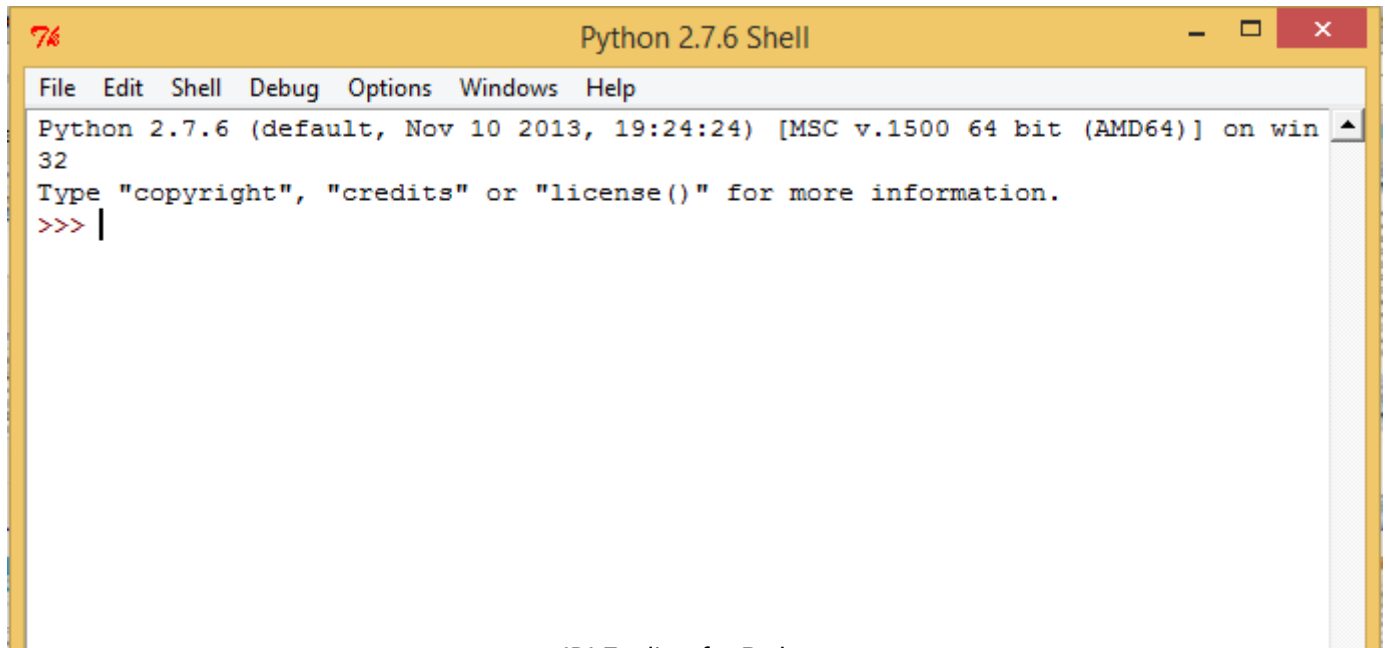 Python 2.7.6 Shell
File Edit Shell Debug Options Windows Help
Python 2.7.6 (default, Nov 10 2013, 19:24:24) [MSC v.1500 64 bit (AMD64)] on win
32
Type "copyright", "credits" or "license()" for more information.
>>>